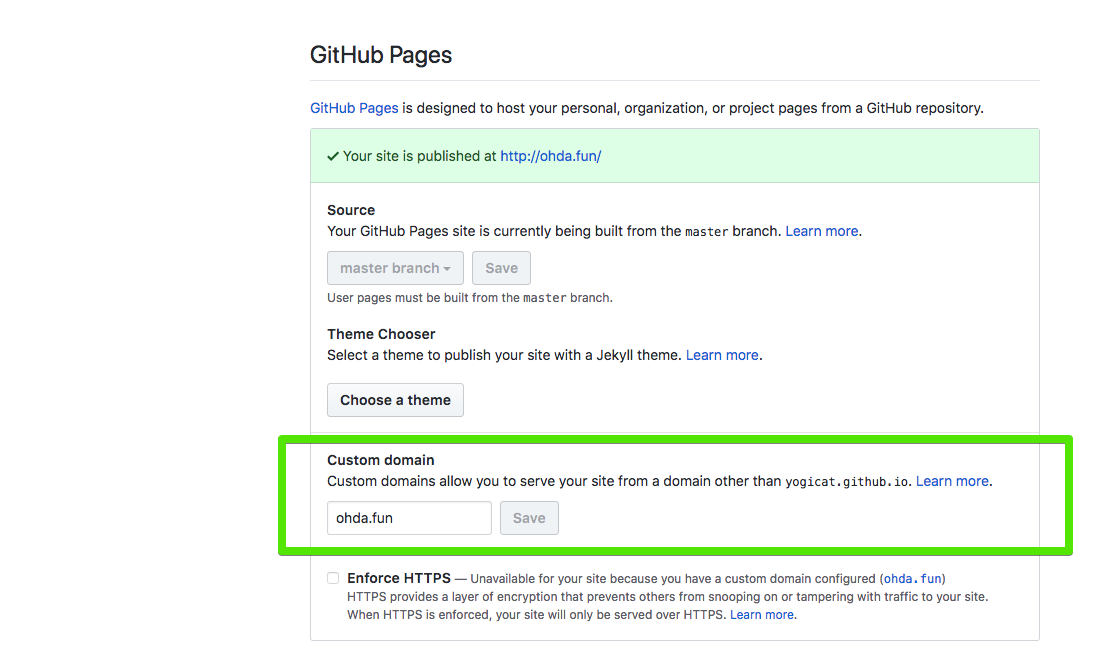 GitHub Pages
GitHub Pages is designed to host your personal, organization, or project pages from a GitHub repository.
✓ Your site is published at http://ohda.fun/
Source
Your GitHub Pages site is currently being built from the master branch. Learn more.
master branch Save
User pages must be built from the master branch.
Theme Chooser
Select a theme to publish your site with a Jekyll theme. Learn more.
Choose a theme
Custom domain
Custom domains allow you to serve your site from a domain other than yogicat.github.io. Learn more.
ohda.fun Save
Enforce HTTPS — Unavailable for your site because you have a custom domain configured (ohda.fun)
HTTPS provides a layer of encryption that prevents others from snooping on or tampering with traffic to your site.
When HTTPS is enforced, your site will only be served over HTTPS. Learn more.